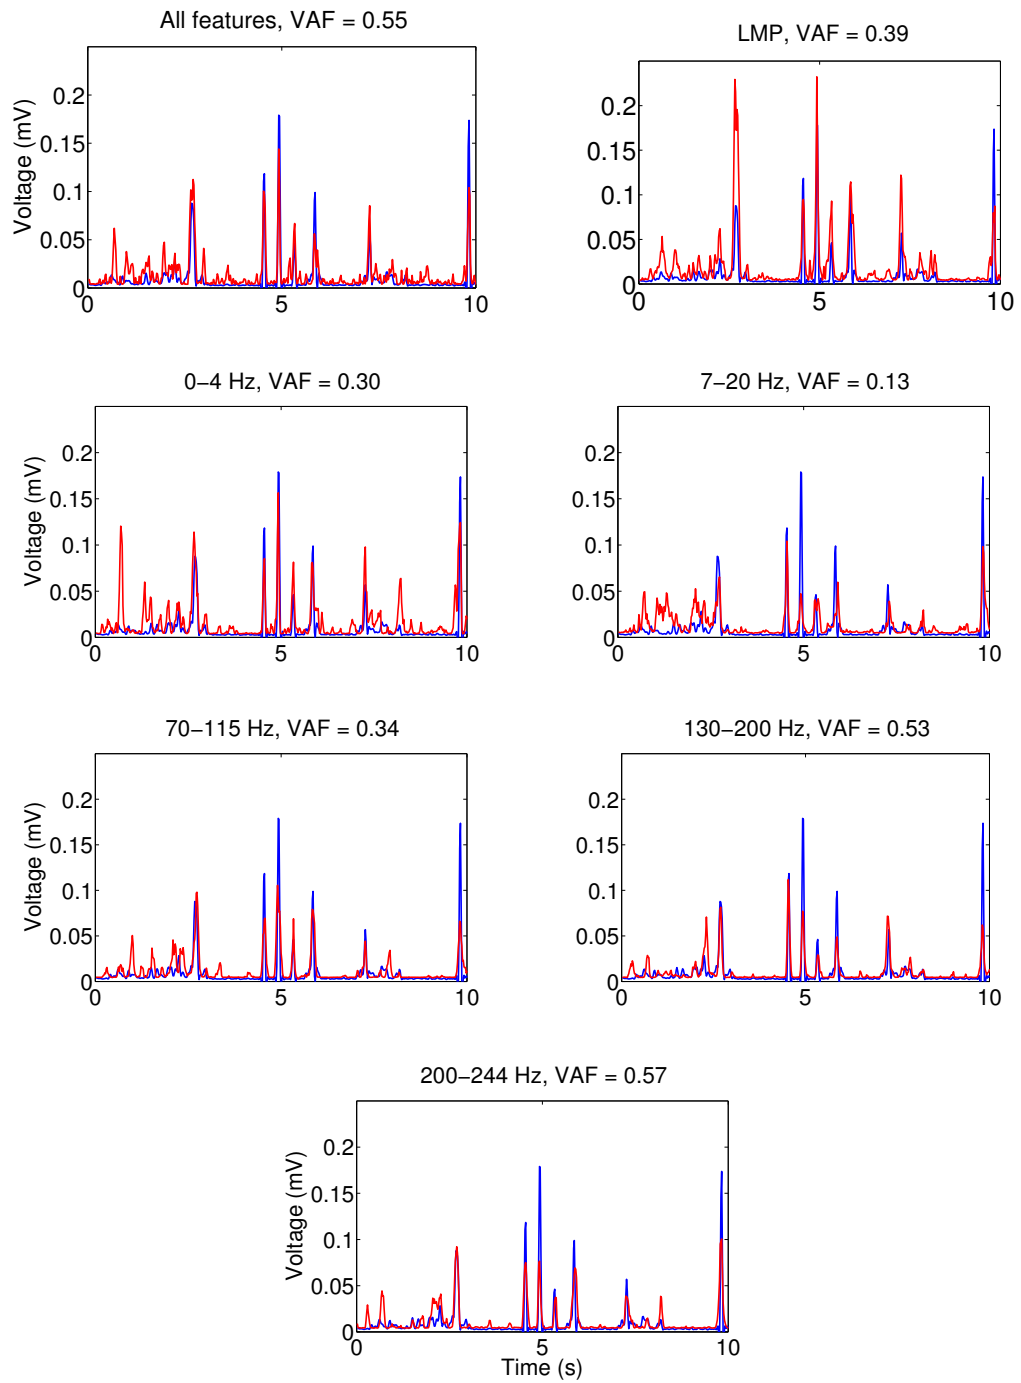 All features, VAF = 0.55
Voltage (mV)
0.2
0.15
0.1
0.05
0
0 5 10
LMP, VAF = 0.39
0.2
0.15
0.1
0.05
0
0 5 10
0−4 Hz, VAF = 0.30
Voltage (mV)
0.2
0.15
0.1
0.05
0
0 5 10
7−20 Hz, VAF = 0.13
0.2
0.15
0.1
0.05
0
0 5 10
70−115 Hz, VAF = 0.34
Voltage (mV)
0.2
0.15
0.1
0.05
0
0 5 10
130−200 Hz, VAF = 0.53
0.2
0.15
0.1
0.05
0
0 5 10
200−244 Hz, VAF = 0.57
Voltage (mV)
0.2
0.15
0.1
0.05
0
0 5 10
Time (s)